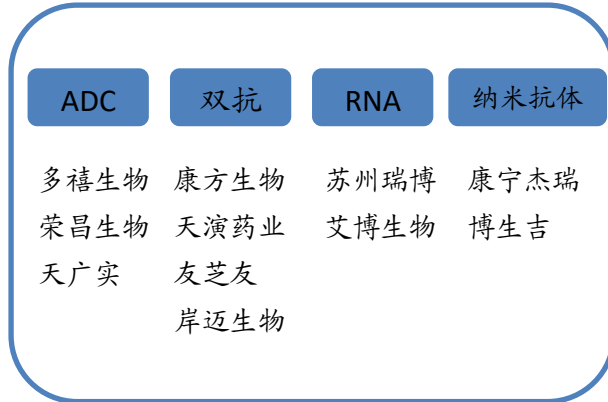 ADC 双抗 RNA 纳米抗体
多禧生物 康方生物 苏州瑞博 康宁杰瑞
荣昌生物 天演药业 艾博生物 博生吉
天广实 友芝友
岸迈生物